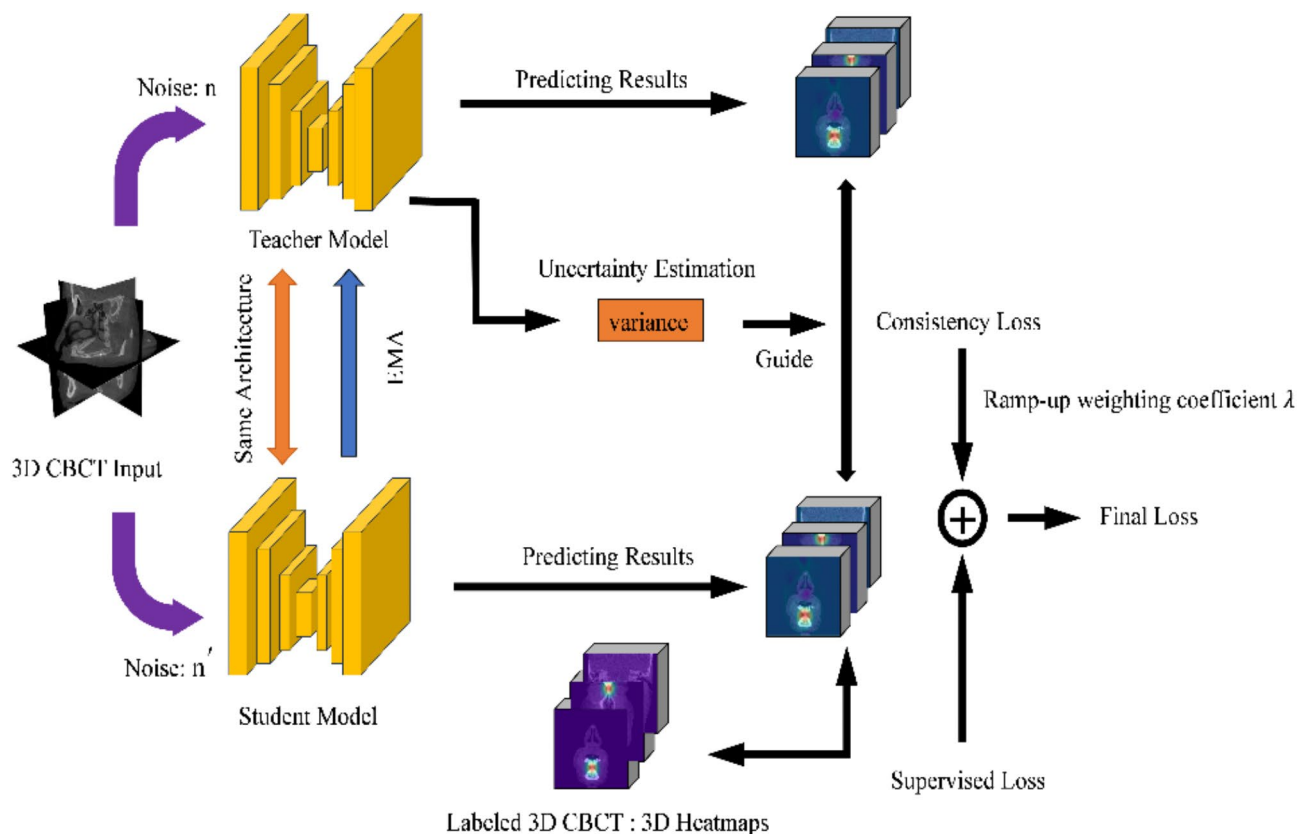 Noise: n
Predicting Results
Teacher Model
Uncertainty Estimation
variance
Guide
Consistency Loss
Same Architecture
EMA
Ramp-up weighting coefficient λ
3D CBCT Input
Final Loss
Predicting Results
Noise: n′
Student Model
Supervised Loss
Labeled 3D CBCT : 3D Heatmaps